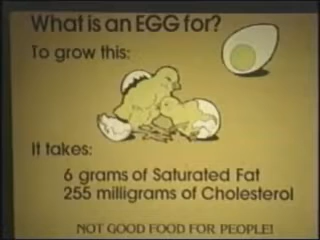 What is an EGG for?
To grow this:
It takes:
6 grams of Saturated Fat
255 milligrams of Cholesterol
NOT GOOD FOOD FOR PEOPLE!